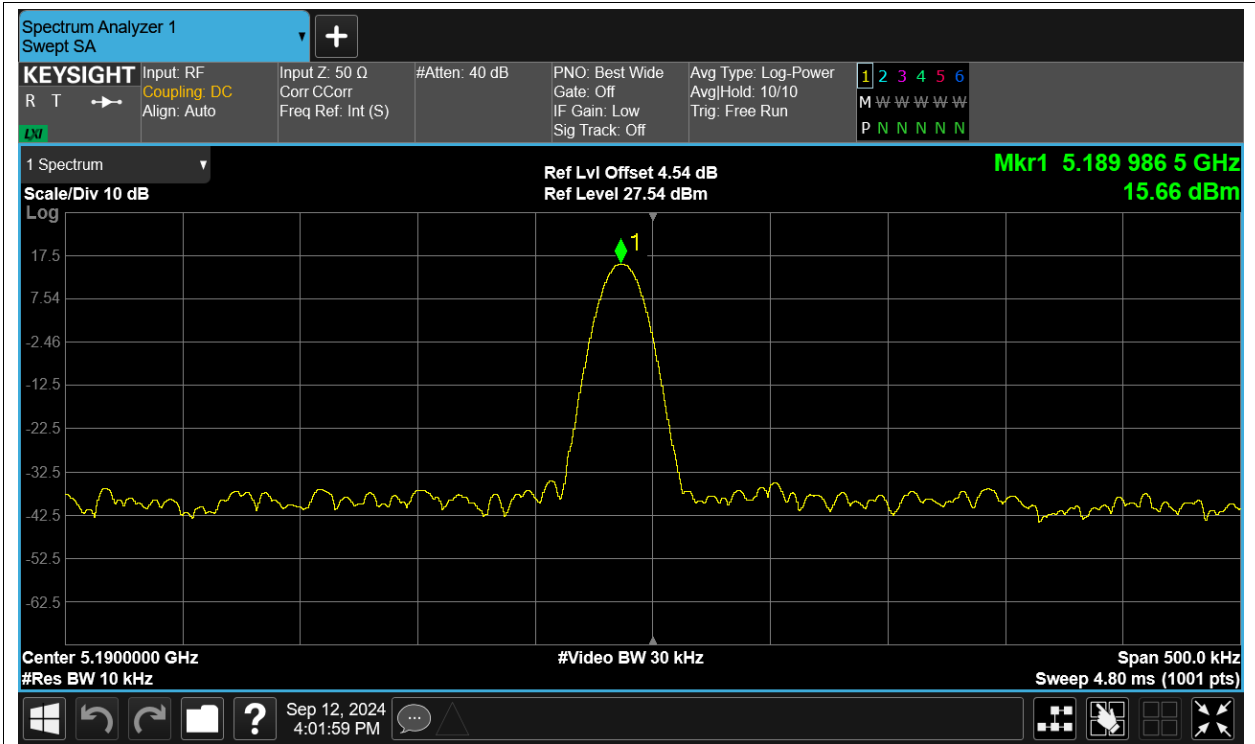 Spectrum Analyzer 1
Swept SA
+
KEYSIGHT
R T
LXI
Input: RF
Coupling: DC
Align: Auto
Input Z: 50 Ω
Corr CCorr
Freq Ref: Int (S)
#Atten: 40 dB
PNO: Best Wide
Gate: Off
IF Gain: Low
Sig Track: Off
Avg Type: Log-Power
Avg|Hold: 10/10
Trig: Free Run
1 2 3 4 5 6
M W W W W W
P N N N N N
1 Spectrum
Scale/Div 10 dB
Log
Ref Lvl Offset 4.54 dB
Ref Level 27.54 dBm
Mkr1 5.189 986 5 GHz
15.66 dBm
1
17.5
7.54
-2.46
-12.5
-22.5
-32.5
-42.5
-52.5
-62.5
Center 5.1900000 GHz
#Res BW 10 kHz
#Video BW 30 kHz
Span 500.0 kHz
Sweep 4.80 ms (1001 pts)
?
Sep 12, 2024
4:01:59 PM